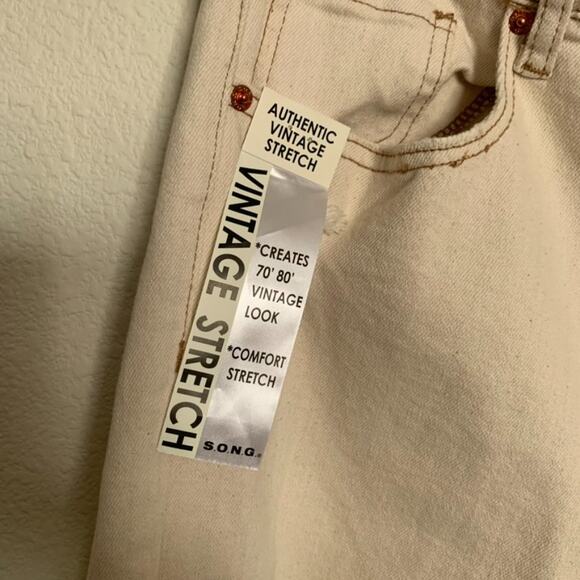 AUTHENTIC
VINTAGE
STRETCH
VINTAGE STRETCH
*CREATES
70' 80'
VINTAGE
LOOK
*COMFORT
STRETCH
S.O.N.G.